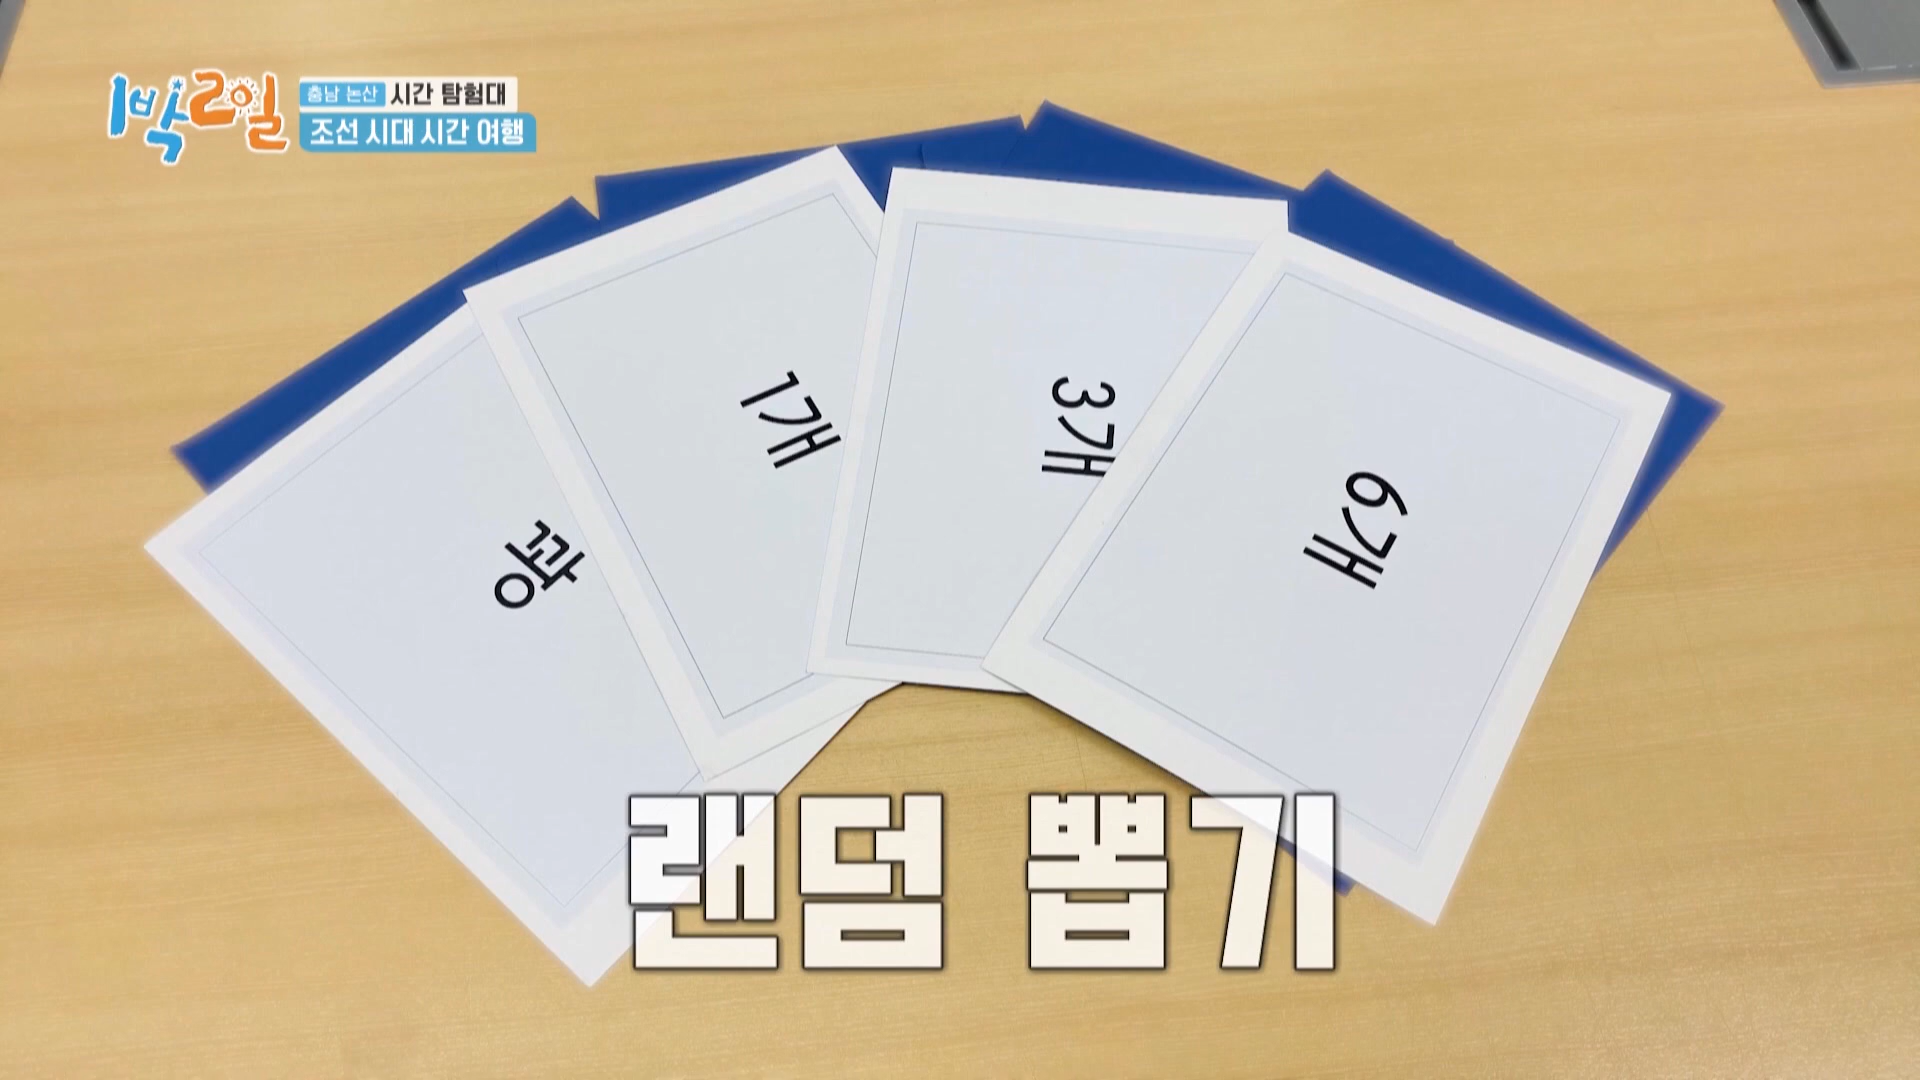 1박2일
충남 논산 시간 탐험대
조선 시대 시간 여행
꽝
1개
3개
6개
랜덤 뽑기